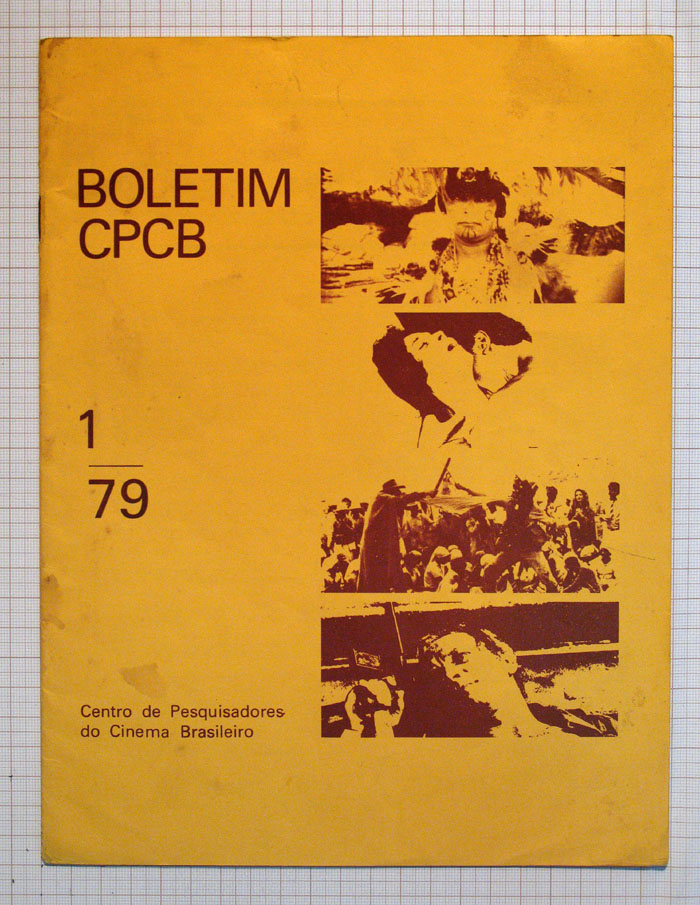 BOLETIM
CPCB
1
79
Centro de Pesquisadores
do Cinema Brasileiro